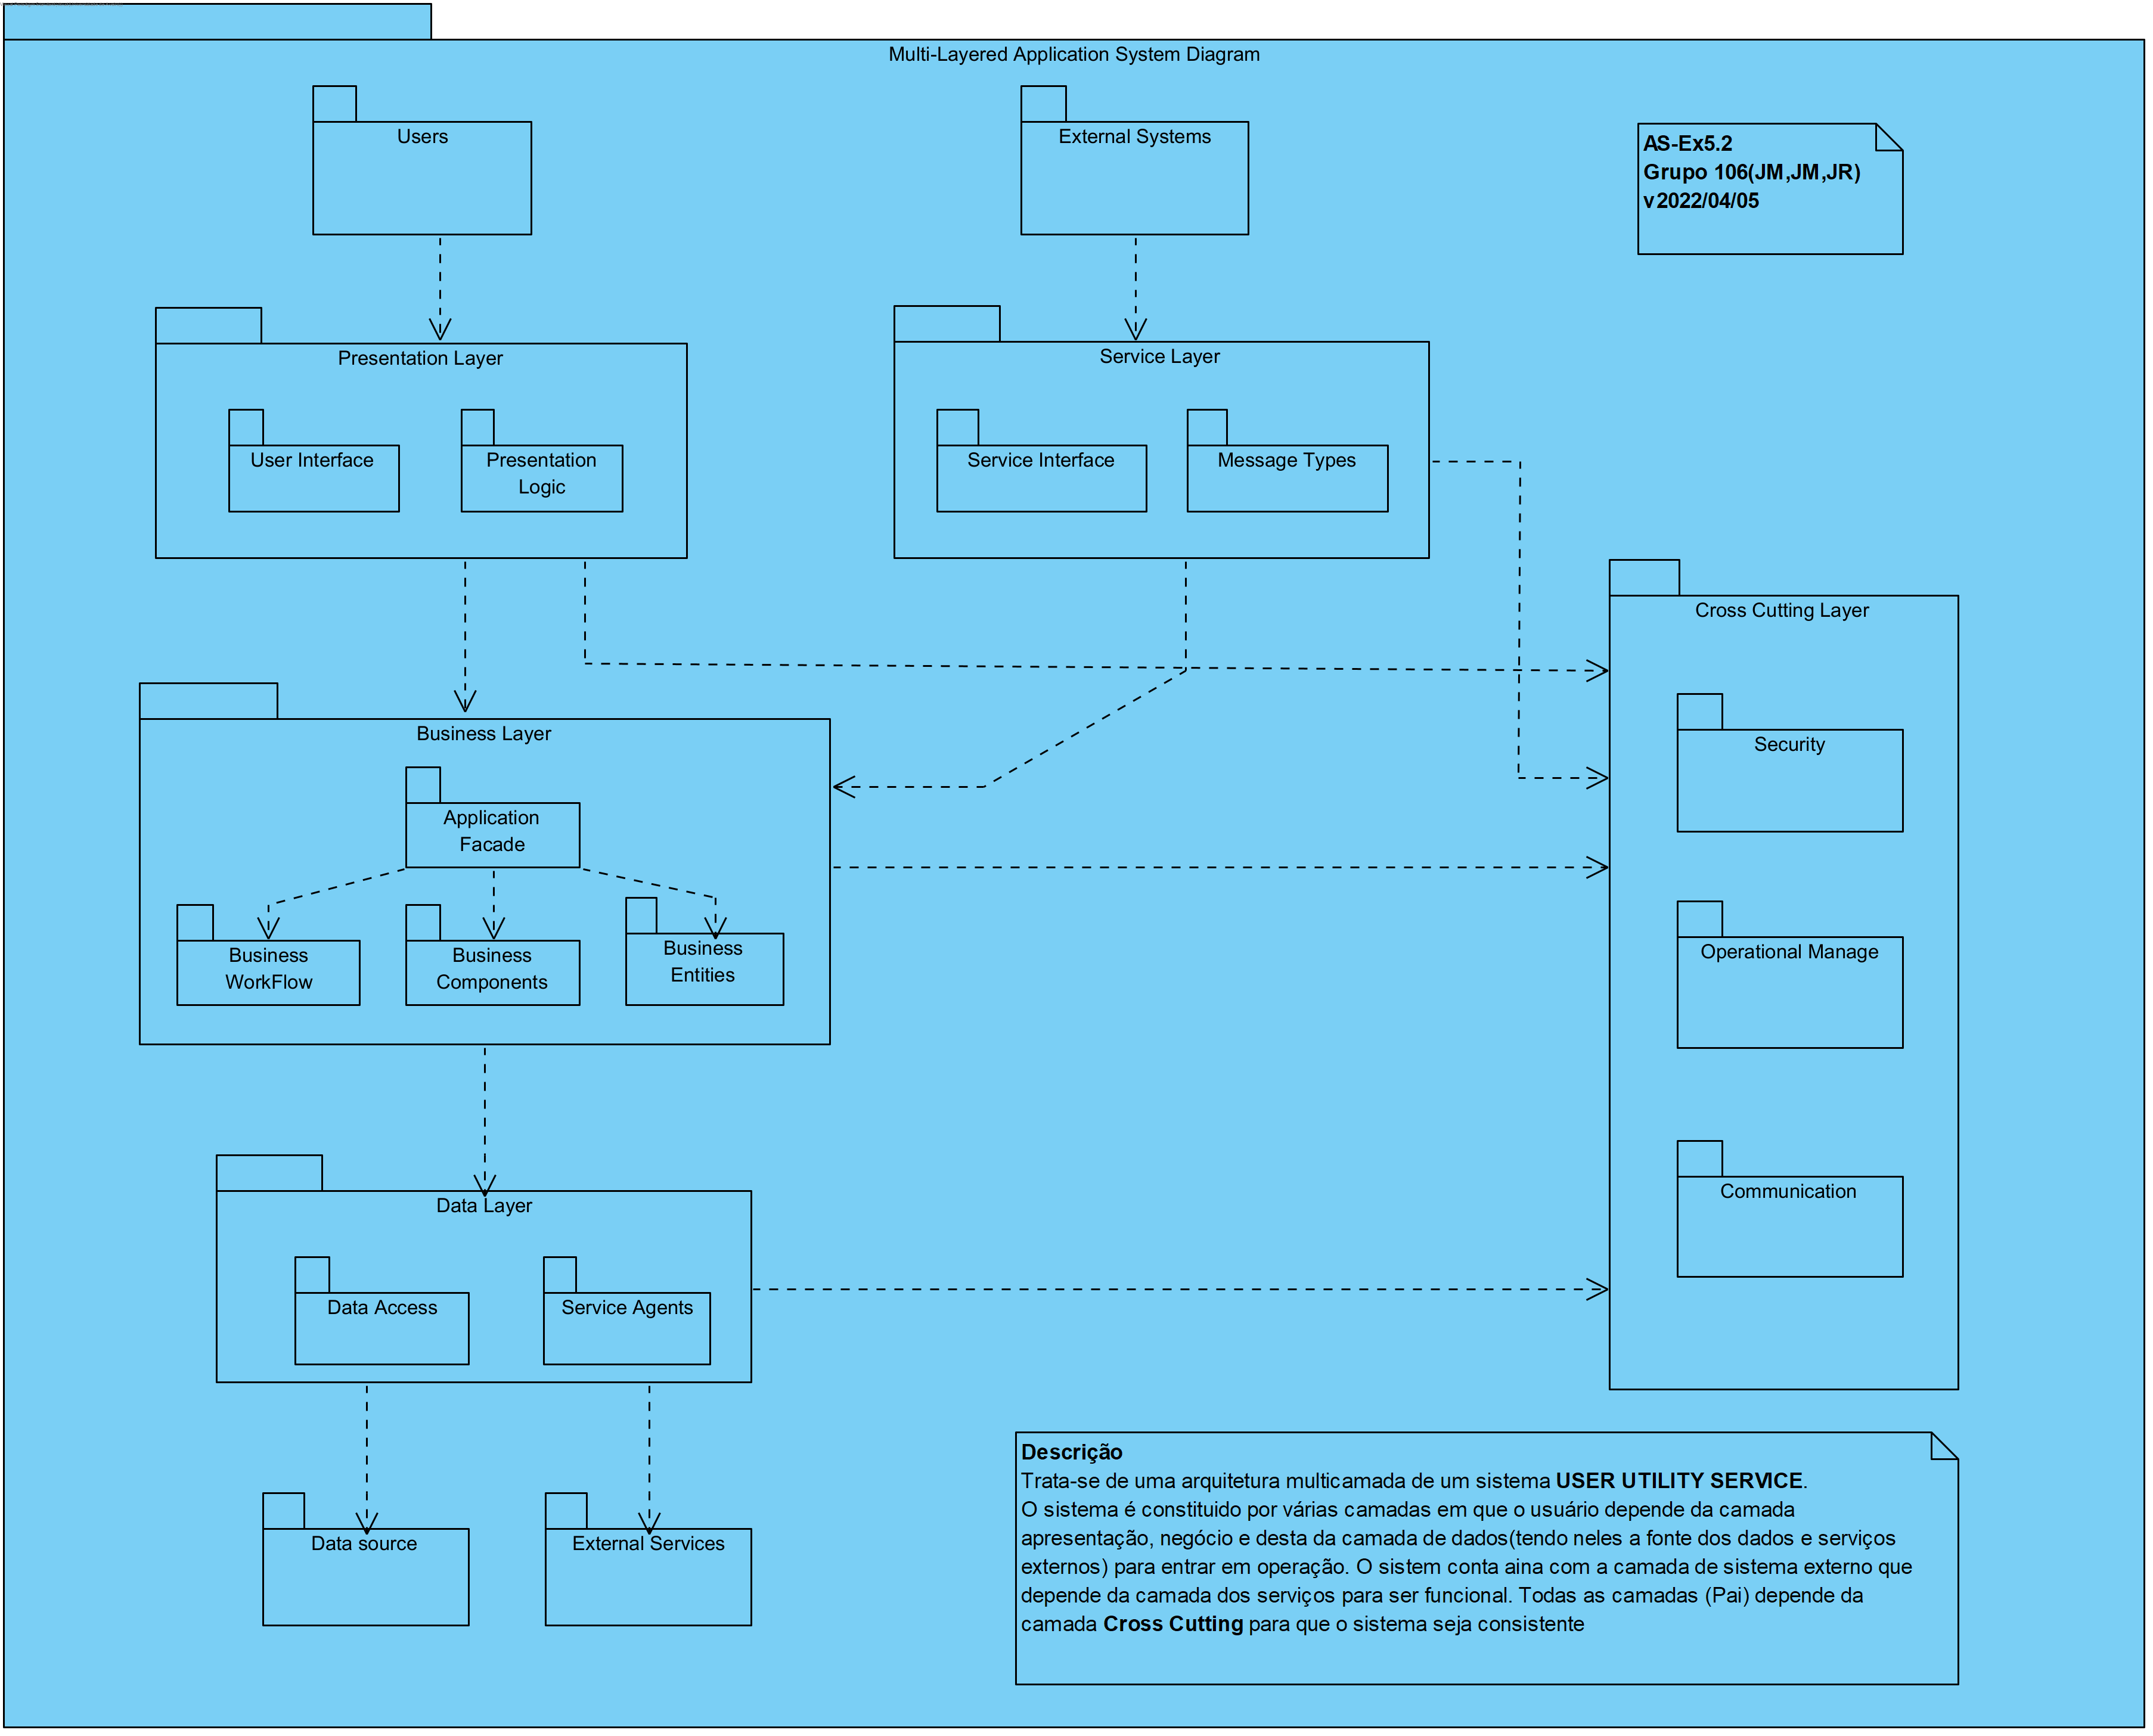 Multi-Layered Application System Diagram
Users
External Systems
AS-Ex5.2
Grupo 106(JM,JM,JR)
v2022/04/05
Presentation Layer
Service Layer
User Interface
Presentation
Logic
Service Interface
Message Types
Cross Cutting Layer
Business Layer
Security
Application
Facade
Business
WorkFlow
Business
Components
Business
Entities
Operational Manage
Communication
Data Layer
Data Access
Service Agents
Data source
External Services
Descrição
Trata-se de uma arquitetura multicamada de um sistema USER UTILITY SERVICE.
O sistema é constituido por várias camadas em que o usuário depende da camada
apresentação, negócio e desta da camada de dados(tendo neles a fonte dos dados e serviços
externos) para entrar em operação. O sistem conta aina com a camada de sistema externo que
depende da camada dos serviços para ser funcional. Todas as camadas (Pai) depende da
camada Cross Cutting para que o sistema seja consistente